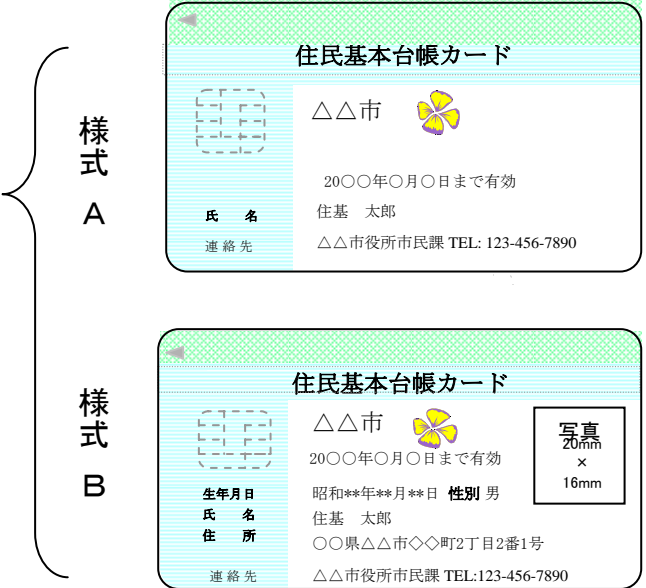 様式 A
住民基本台帳カード
△△市
20○○年○月○日まで有効
氏 名 住基 太郎
連絡先 △△市役所市民課 TEL: 123-456-7890
様式 B
住民基本台帳カード
△△市
20○○年○月○日まで有効
写真
20mm
×
16mm
生年月日 昭和**年**月**日 性別 男
氏 名 住基 太郎
住 所 ○○県△△市◇◇町2丁目2番1号
連絡先 △△市役所市民課 TEL:123-456-7890